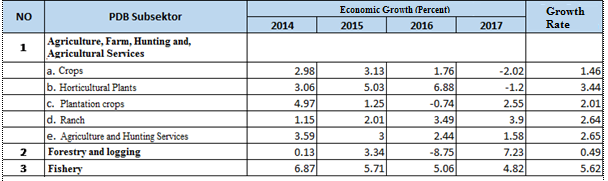 NO PDB Subsektor Economic Growth (Percent) Growth Rate
2014 2015 2016 2017
1 Agriculture, Farm, Hunting and, Agricultural Services
a. Crops 2.98 3.13 1.76 -2.02 1.46
b. Horticultural Plants 3.06 5.03 6.88 -1.2 3.44
c. Plantation crops 4.97 1.25 -0.74 2.55 2.01
d. Ranch 1.15 2.01 3.49 3.9 2.64
e. Agriculture and Hunting Services 3.59 3 2.44 1.58 2.65
2 Forestry and logging 0.13 3.34 -8.75 7.23 0.49
3 Fishery 6.87 5.71 5.06 4.82 5.62